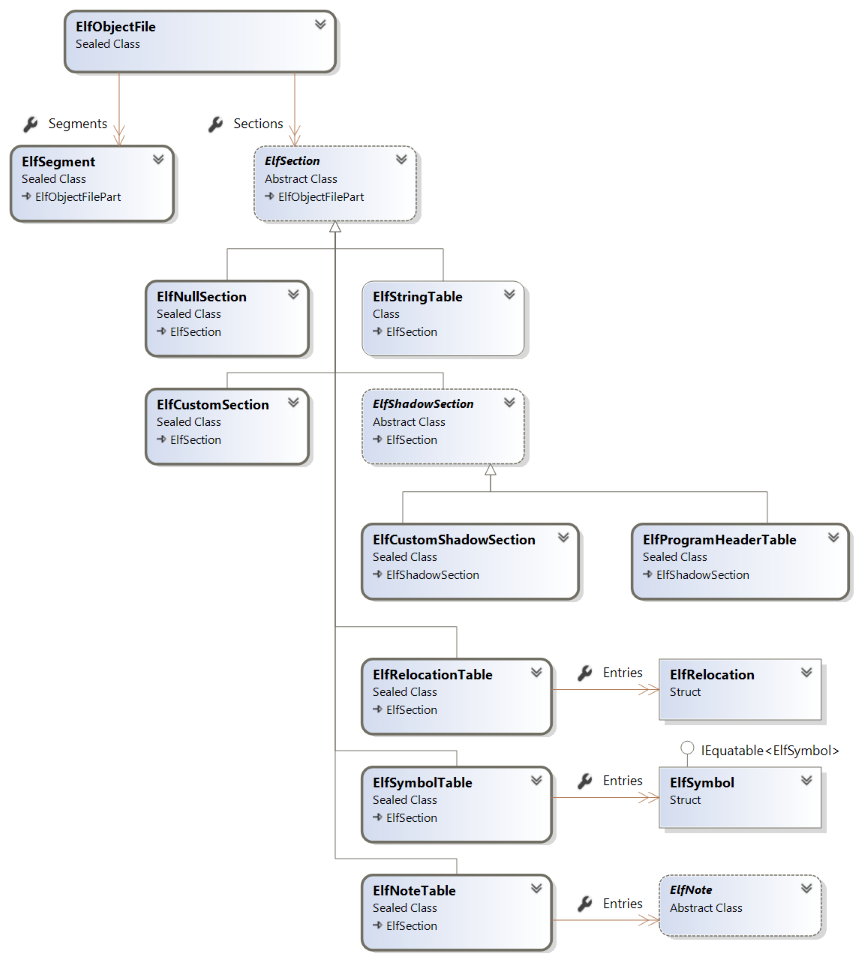 ElfObjectFile
Sealed Class
Segments
Sections
ElfSegment
Sealed Class
ElfObjectFilePart
ElfSection
Abstract Class
ElfObjectFilePart
ElfNullSection
Sealed Class
ElfSection
ElfStringTable
Class
ElfSection
ElfCustomSection
Sealed Class
ElfSection
ElfShadowSection
Abstract Class
ElfSection
ElfCustomShadowSection
Sealed Class
ElfShadowSection
ElfProgramHeaderTable
Sealed Class
ElfShadowSection
ElfRelocationTable
Sealed Class
ElfSection
Entries
ElfRelocation
Struct
IEquatable<ElfSymbol>
ElfSymbolTable
Sealed Class
ElfSection
Entries
ElfSymbol
Struct
ElfNoteTable
Sealed Class
ElfSection
Entries
ElfNote
Abstract Class